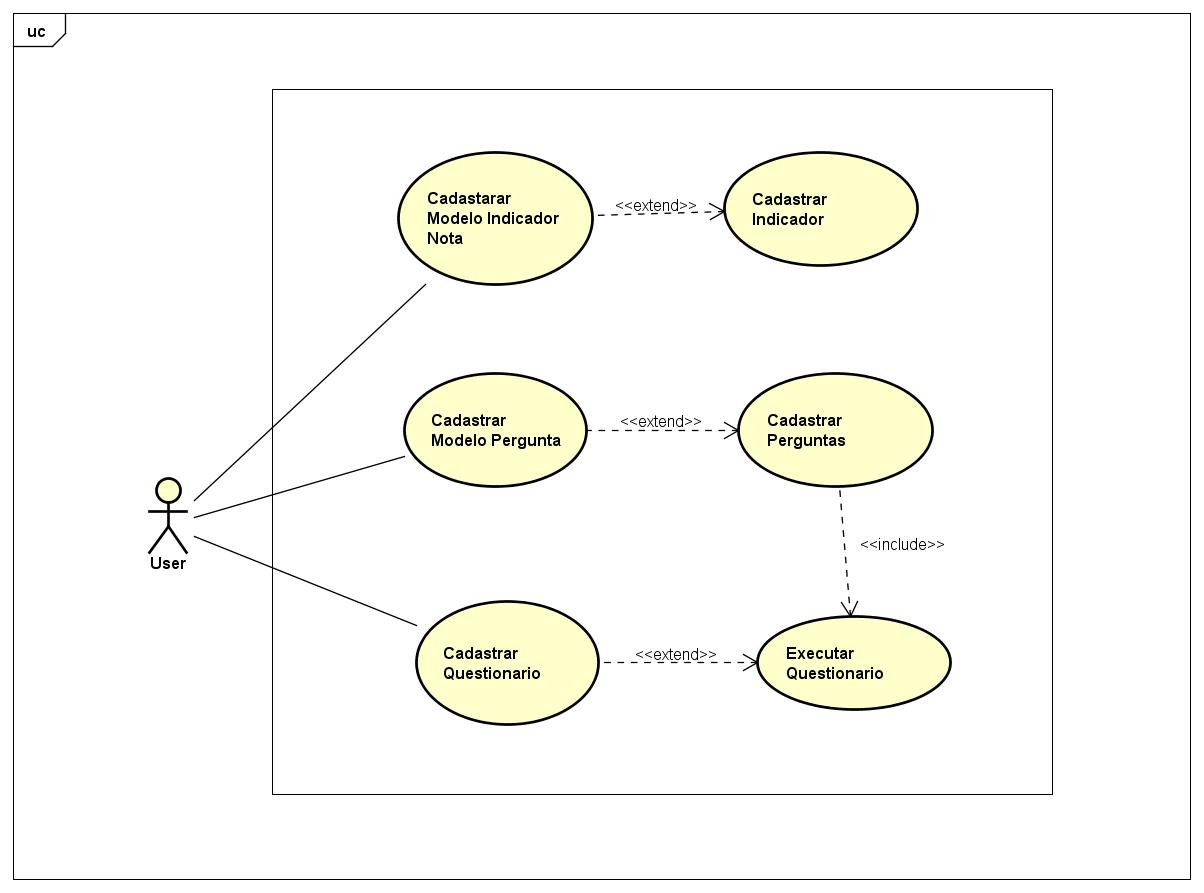 uc
Cadastarar
Modelo Indicador
Nota
<<extend>>
Cadastrar
Indicador
Cadastrar
Modelo Pergunta
<<extend>>
Cadastrar
Perguntas
User
<<include>>
Cadastrar
Questionario
<<extend>>
Executar
Questionario